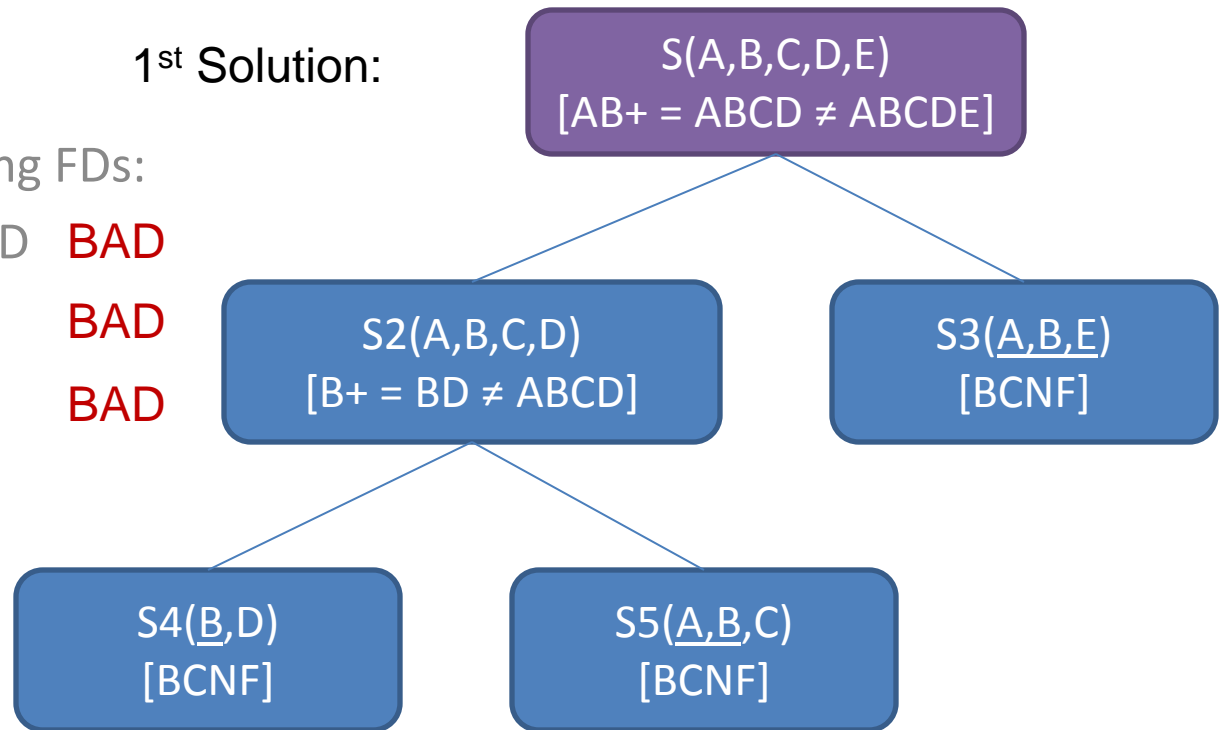 1st Solution:
S(A,B,C,D,E)
[AB+ = ABCD ≠ ABCDE]
ng FDs:
D BAD
BAD
BAD
S2(A,B,C,D)
[B+ = BD ≠ ABCD]
S3(A,B,E)
[BCNF]
S4(B,D)
[BCNF]
S5(A,B,C)
[BCNF]